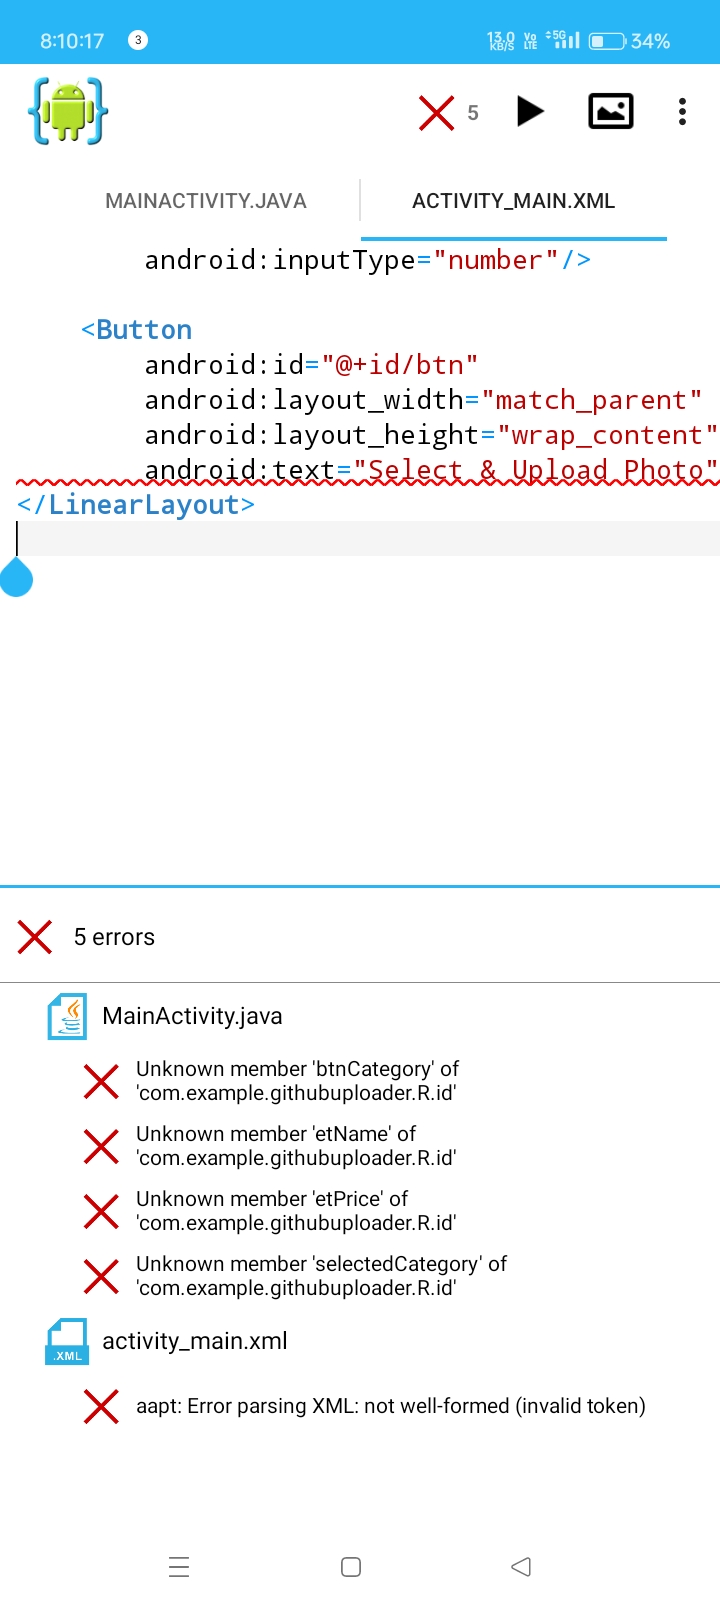 8:10:17 3 13.0 KB/S Vo LTE 5G 34%
5
MAINACTIVITY.JAVA ACTIVITY_MAIN.XML
android:inputType="number"/>
<Button
android:id="@+id/btn"
android:layout_width="match_parent"
android:layout_height="wrap_content"
android:text="Select & Upload Photo"
</LinearLayout>
5 errors
MainActivity.java
Unknown member 'btnCategory' of
'com.example.githubuploader.R.id'
Unknown member 'etName' of
'com.example.githubuploader.R.id'
Unknown member 'etPrice' of
'com.example.githubuploader.R.id'
Unknown member 'selectedCategory' of
'com.example.githubuploader.R.id'
.XML activity_main.xml
aapt: Error parsing XML: not well-formed (invalid token)